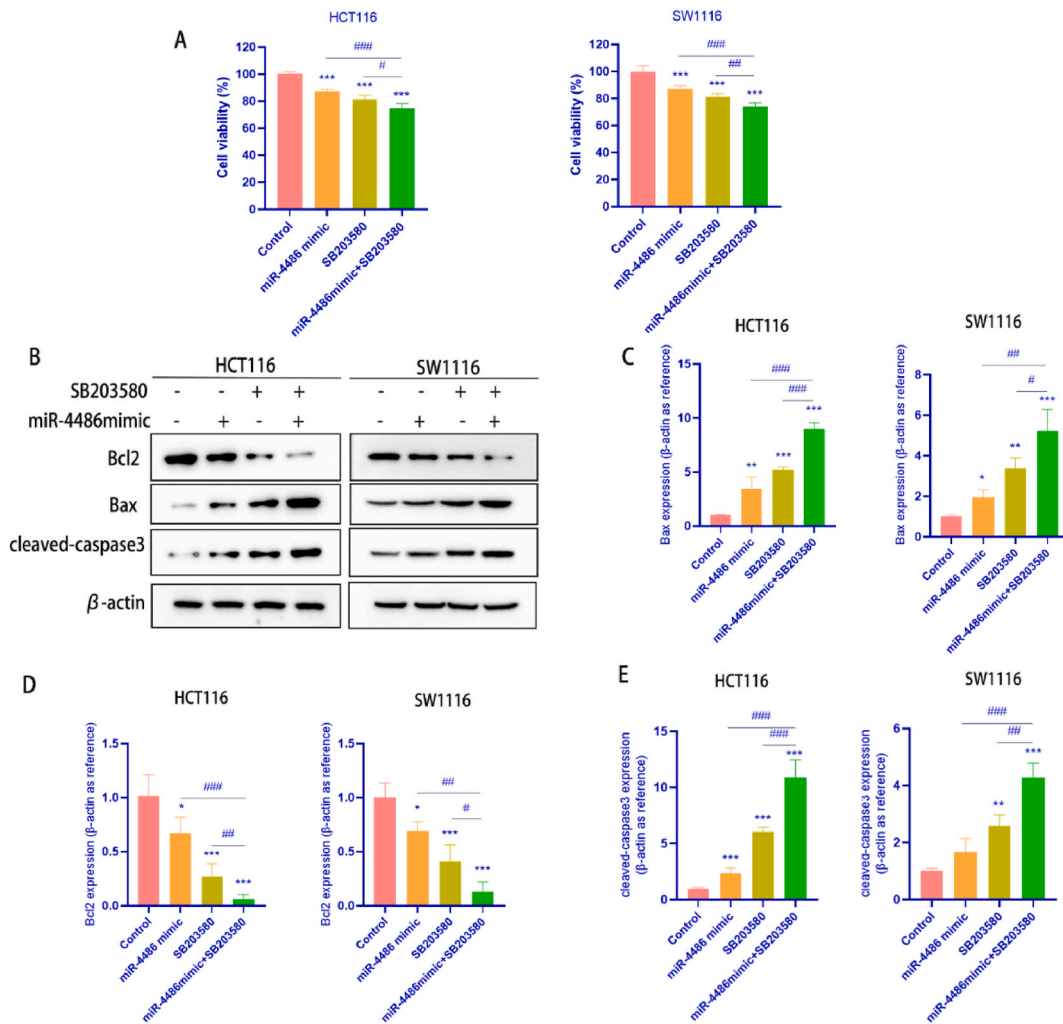 A
HCT116
Cell viability (%)
120
100
80
60
40
20
0
***
***
***
###
#
Control
miR-4486 mimic
SB203580
miR-4486mimic+SB203580
SW1116
Cell viability (%)
120
100
80
60
40
20
0
***
***
***
###
##
Control
miR-4486 mimic
SB203580
miR-4486mimic+SB203580
B
HCT116 SW1116
SB203580 - - + + - - + +
miR-4486mimic - + - + - + - +
Bcl2
Bax
cleaved-caspase3
β-actin
C
HCT116
Bax expression (β-actin as reference)
15
10
5
0
**
***
***
###
###
Control
miR-4486 mimic
SB203580
miR-4486mimic+SB203580
SW1116
Bax expression (β-actin as reference)
8
6
4
2
0
*
**
***
##
#
Control
miR-4486 mimic
SB203580
miR-4486mimic+SB203580
D
HCT116
Bcl2 expression (β-actin as reference)
1.5
1.0
0.5
0.0
*
***
***
###
##
Control
miR-4486 mimic
SB203580
miR-4486mimic+SB203580
SW1116
Bcl2 expression (β-actin as reference)
1.5
1.0
0.5
0.0
*
***
***
##
#
Control
miR-4486 mimic
SB203580
miR-4486mimic+SB203580
E
HCT116
cleaved-caspase3 expression
(β-actin as reference)
15
10
5
0
***
***
***
###
###
Control
miR-4486 mimic
SB203580
miR-4486mimic+SB203580
SW1116
cleaved-caspase3 expression
(β-actin as reference)
6
4
2
0
**
***
###
##
Control
miR-4486 mimic
SB203580
miR-4486mimic+SB203580